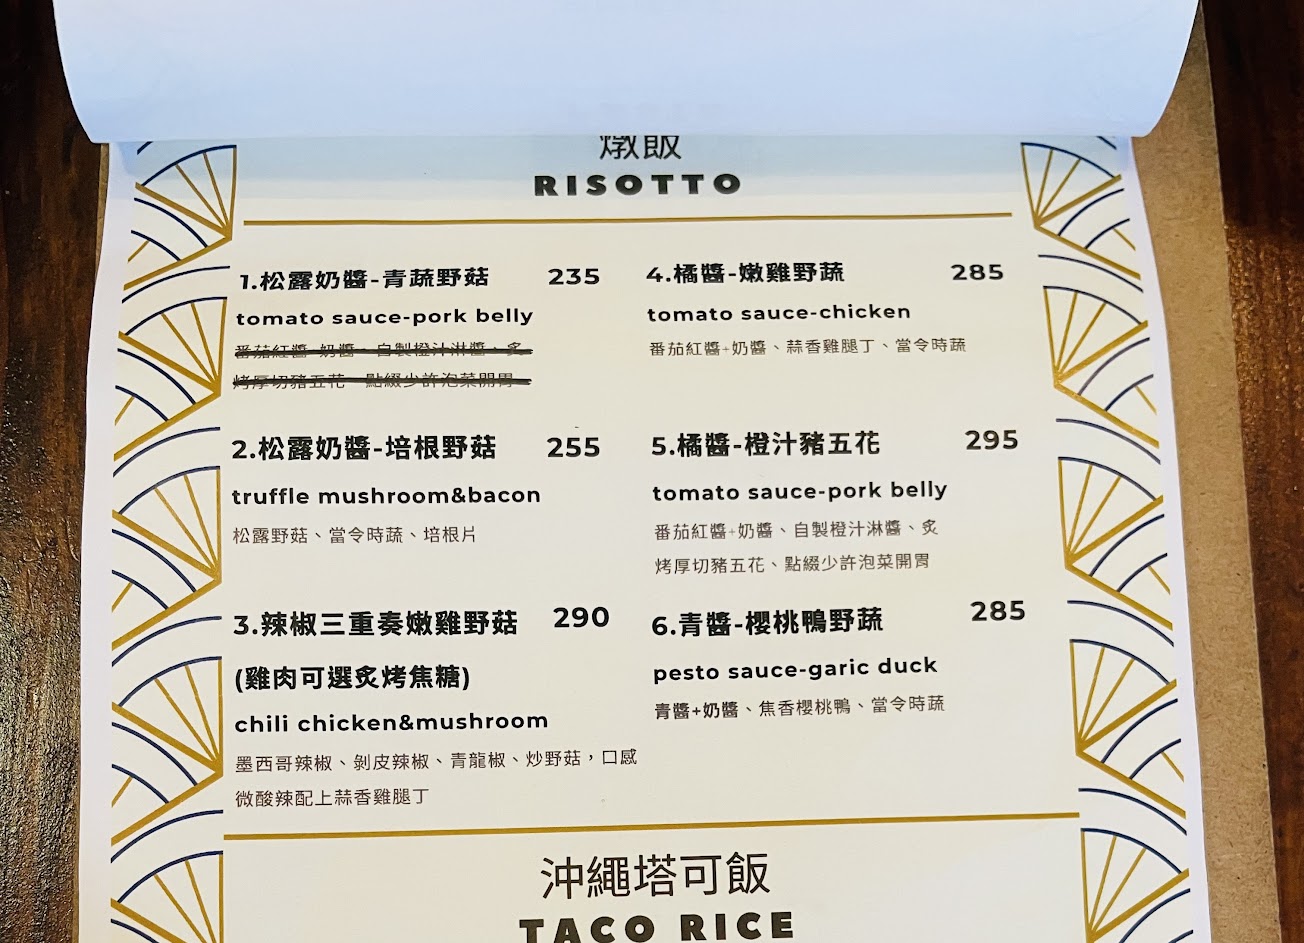 燉飯
RISOTTO
1.松露奶醬-青蔬野菇 235
tomato sauce-pork belly
番茄紅醬+奶醬、自製橙汁淋醬、炙
烤厚切豬五花、點綴少許泡菜開胃
2.松露奶醬-培根野菇 255
truffle mushroom&bacon
松露野菇、當令時蔬、培根片
3.辣椒三重奏嫩雞野菇 290
(雞肉可選炙烤焦糖)
chili chicken&mushroom
墨西哥辣椒、剝皮辣椒、青龍椒、炒野菇，口感
微酸辣配上蒜香雞腿丁
4.橘醬-嫩雞野蔬 285
tomato sauce-chicken
番茄紅醬+奶醬、蒜香雞腿丁、當令時蔬
5.橘醬-橙汁豬五花 295
tomato sauce-pork belly
番茄紅醬+奶醬、自製橙汁淋醬、炙
烤厚切豬五花、點綴少許泡菜開胃
6.青醬-櫻桃鴨野蔬 285
pesto sauce-garic duck
青醬+奶醬、焦香櫻桃鴨、當令時蔬
沖繩塔可飯
TACO RICE